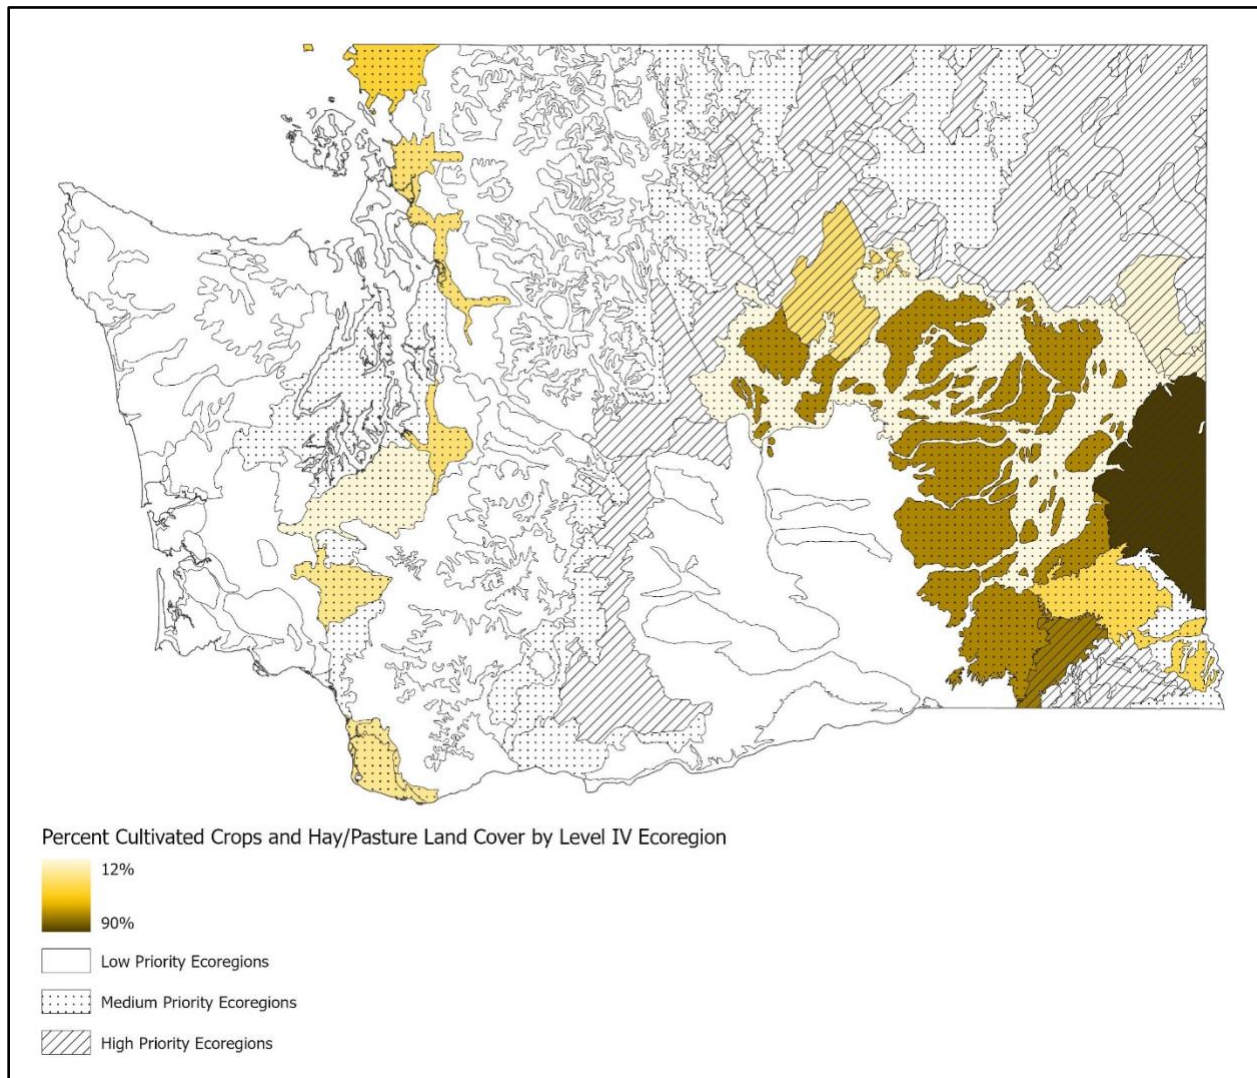 Percent Cultivated Crops and Hay/Pasture Land Cover by Level IV Ecoregion
12%
90%
Low Priority Ecoregions
Medium Priority Ecoregions
High Priority Ecoregions